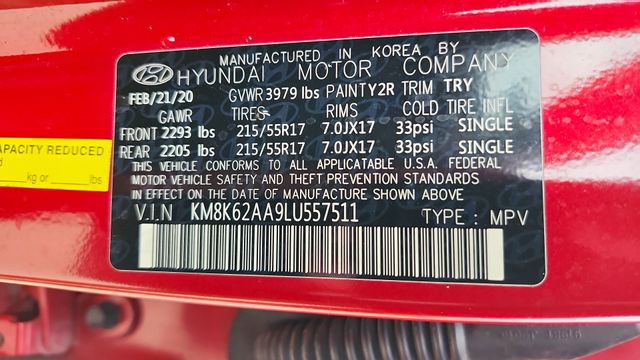 MANUFACTURED IN KOREA BY
HYUNDAI MOTOR COMPANY
FEB/21/20 GVWR 3979 lbs PAINT Y2R TRIM TRY
GAWR TIRES RIMS COLD TIRE INFL
FRONT 2293 lbs 215/55R17 7.0JX17 33psi SINGLE
REAR 2205 lbs 215/55R17 7.0JX17 33psi SINGLE
THIS VEHICLE CONFORMS TO ALL APPLICABLE U.S.A. FEDERAL
MOTOR VEHICLE SAFETY, BUMPER, AND THEFT PREVENTION STANDARDS
IN EFFECT ON THE DATE OF MANUFACTURE SHOWN ABOVE.
V.I.N KM8K62AA9LU557511 TYPE : MPV
CAPACITY REDUCED
kg or lbs